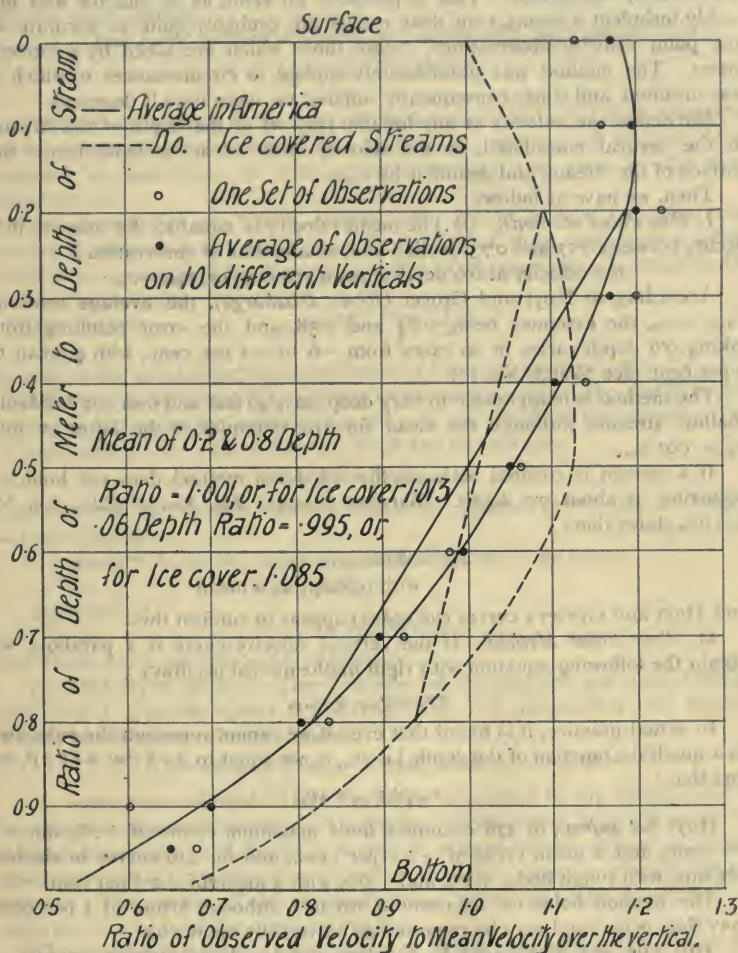 Surface
Ratio of Depth of Meter to Depth of Stream
0
0.1
0.2
0.3
0.4
0.5
0.6
0.7
0.8
0.9
Average in America
Do. Ice covered Streams
One Set of Observations
Average of Observations
on 10 different Verticals
Mean of 0.2 & 0.8 Depth
Ratio = 1.001, or, for Ice cover 1.013
.06 Depth Ratio = .995, or,
for Ice cover. 1.085
Bottom
0.5 0.6 0.7 0.8 0.9 1.0 1.1 1.2 1.3
Ratio of Observed Velocity to Mean Velocity over the vertical.